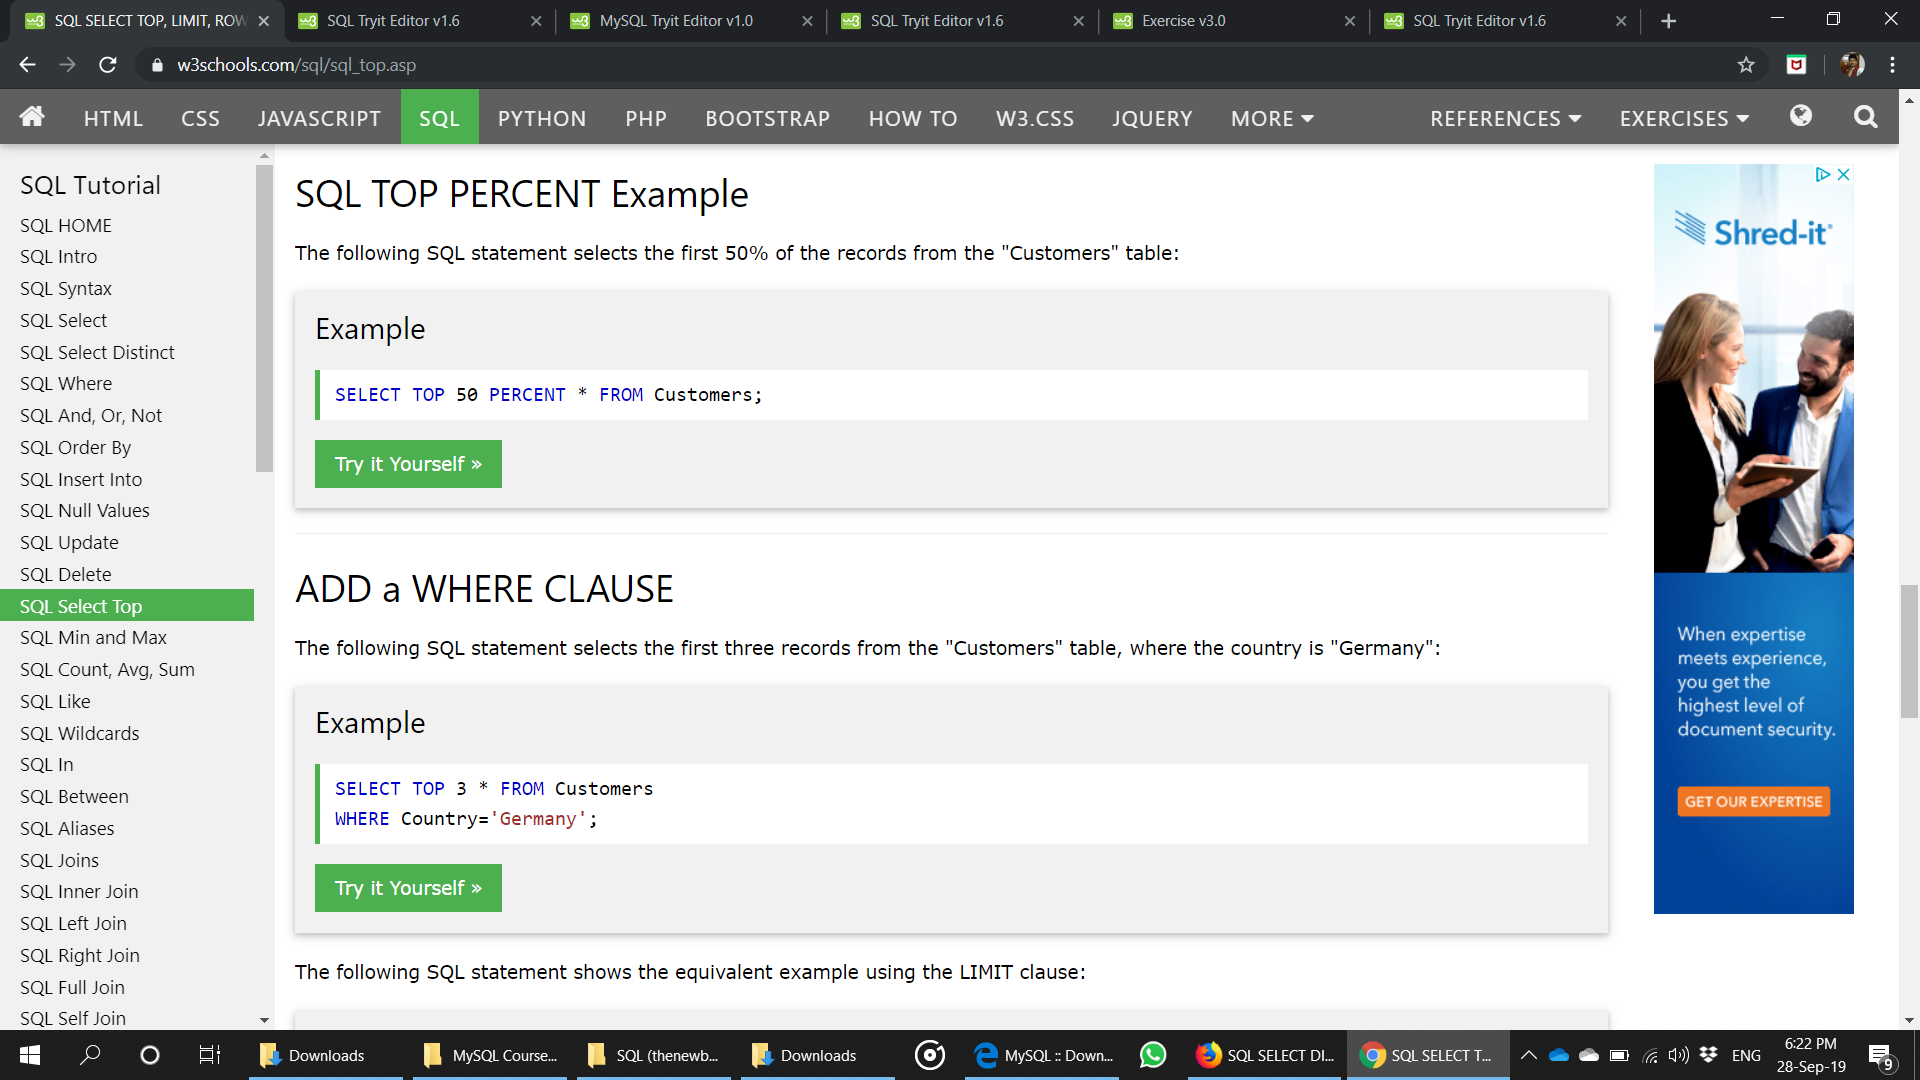 SQL SELECT TOP, LIMIT, ROW
SQL Tryit Editor v1.6
MySQL Tryit Editor v1.0
SQL Tryit Editor v1.6
Exercise v3.0
SQL Tryit Editor v1.6
w3schools.com/sql/sql_top.asp
HTML CSS JAVASCRIPT SQL PYTHON PHP BOOTSTRAP HOW TO W3.CSS JQUERY MORE REFERENCES EXERCISES
SQL Tutorial
SQL HOME
SQL Intro
SQL Syntax
SQL Select
SQL Select Distinct
SQL Where
SQL And, Or, Not
SQL Order By
SQL Insert Into
SQL Null Values
SQL Update
SQL Delete
SQL Select Top
SQL Min and Max
SQL Count, Avg, Sum
SQL Like
SQL Wildcards
SQL In
SQL Between
SQL Aliases
SQL Joins
SQL Inner Join
SQL Left Join
SQL Right Join
SQL Full Join
SQL Self Join
SQL TOP PERCENT Example
The following SQL statement selects the first 50% of the records from the "Customers" table:
Example
SELECT TOP 50 PERCENT * FROM Customers;
Try it Yourself »
ADD a WHERE CLAUSE
The following SQL statement selects the first three records from the "Customers" table, where the country is "Germany":
Example
SELECT TOP 3 * FROM Customers
WHERE Country='Germany';
Try it Yourself »
The following SQL statement shows the equivalent example using the LIMIT clause:
Shred-it
When expertise
meets experience,
you get the
highest level of
document security.
GET OUR EXPERTISE
Downloads
MySQL Course...
SQL (thenewb...
Downloads
MySQL :: Down...
SQL SELECT DI...
SQL SELECT T...
ENG
6:22 PM
28-Sep-19
9